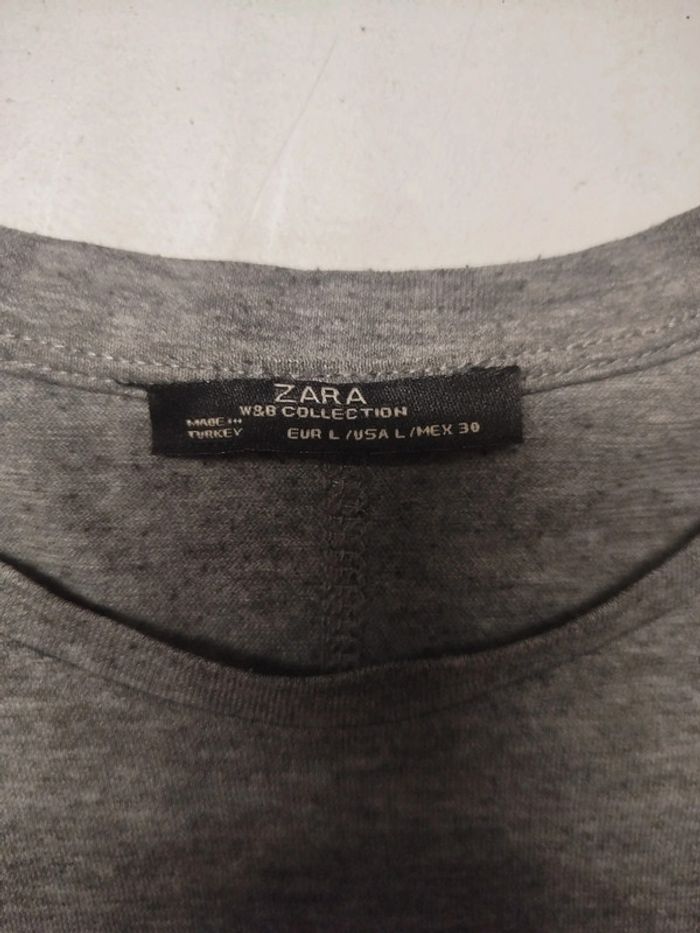 ZARA
W&B COLLECTION
MADE IN
TURKEY
EUR L / USA L / MEX 30